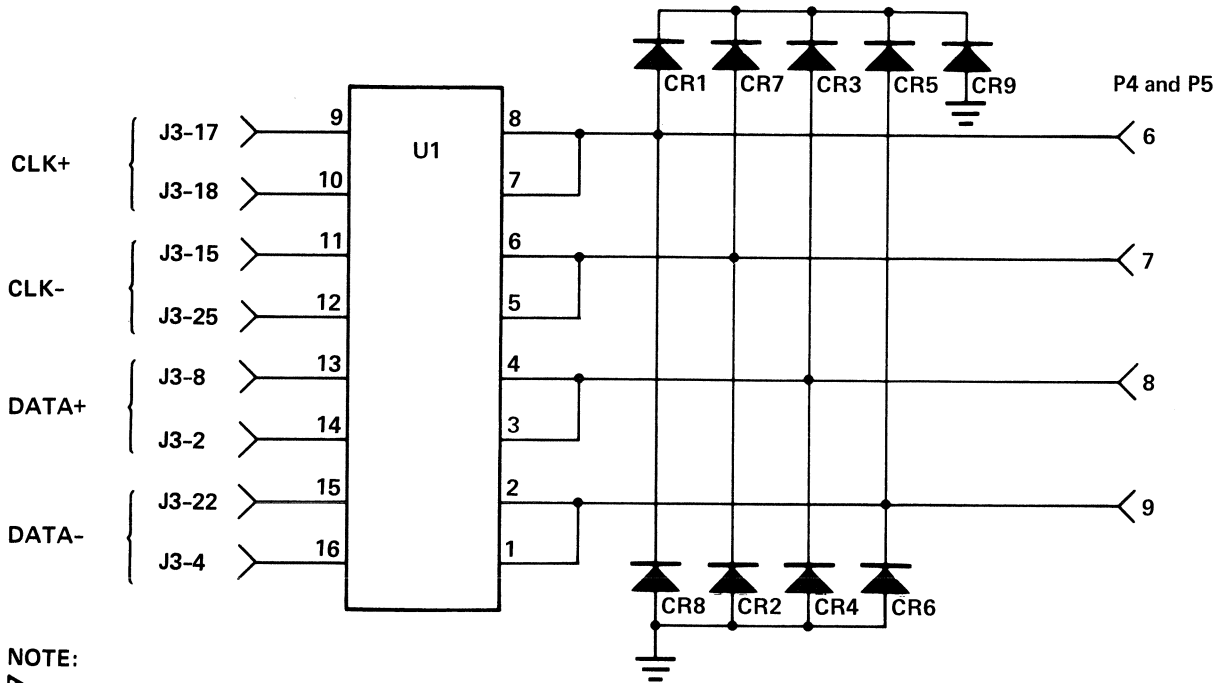 CR1 CR7 CR3 CR5 CR9
P4 and P5
U1
CLK+
J3-17 9 8 6
J3-18 10 7
CLK-
J3-15 11 6 7
J3-25 12 5
DATA+
J3-8 13 4 8
J3-2 14 3
DATA-
J3-22 15 2 9
J3-4 16 1
CR8 CR2 CR4 CR6
NOTE: